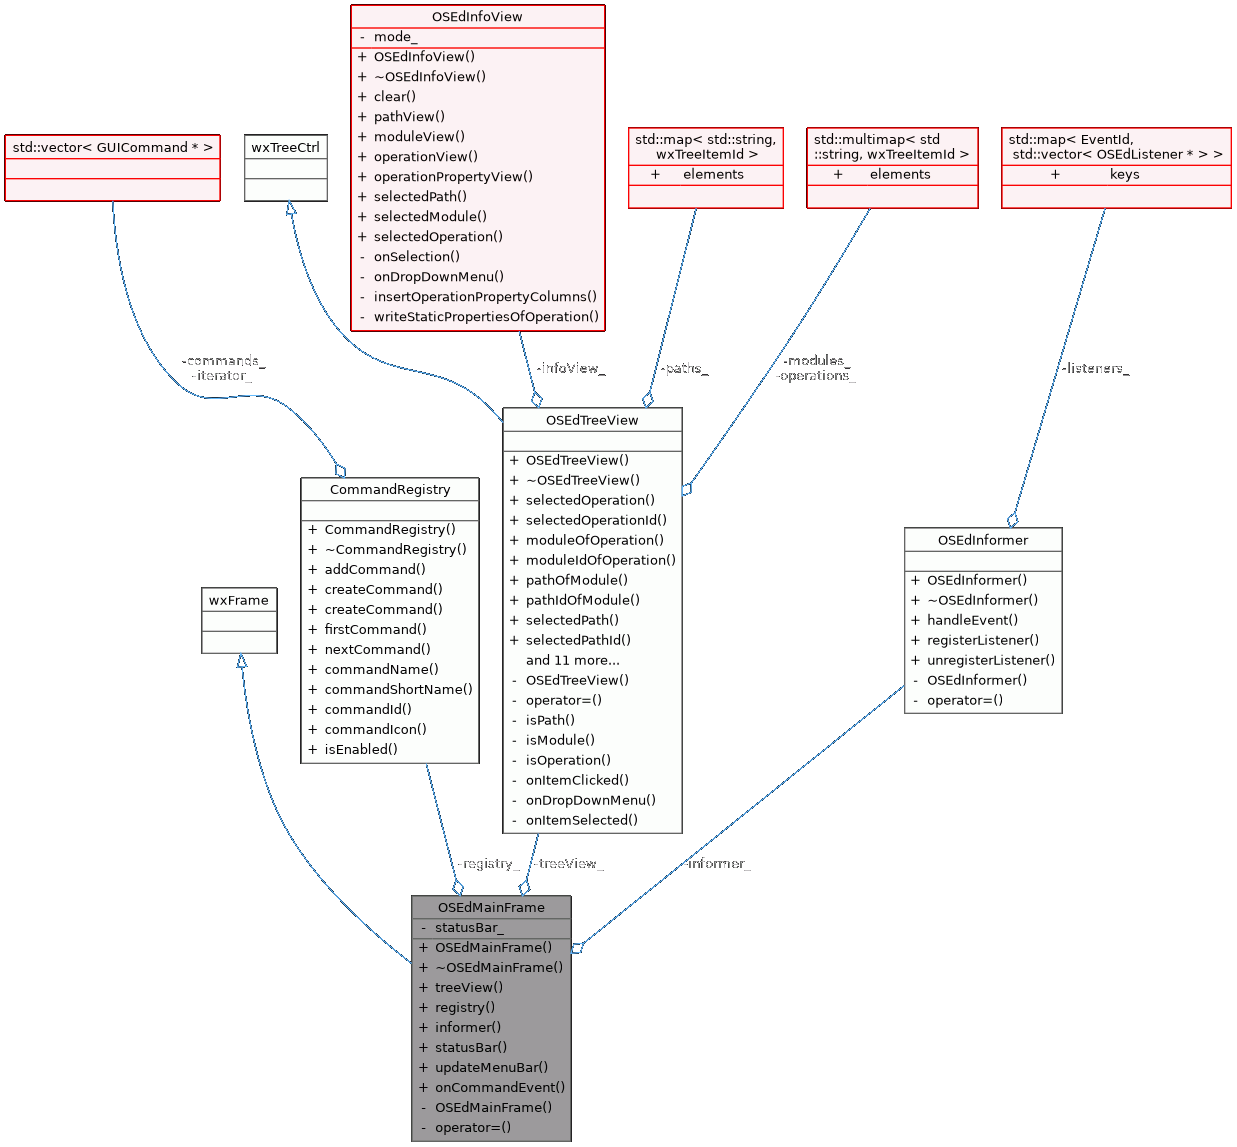 OSEdInfoView
- mode_
+ OSEdInfoView()
+ ~OSEdInfoView()
+ clear()
+ pathView()
+ moduleView()
+ operationView()
+ operationPropertyView()
+ selectedPath()
+ selectedModule()
+ selectedOperation()
- onSelection()
- onDropDownMenu()
- insertOperationPropertyColumns()
- writeStaticPropertiesOfOperation()
std::vector< GUICommand * >
wxTreeCtrl
std::map< std::string,
wxTreeItemId >
+ elements
std::multimap< std
::string, wxTreeItemId >
+ elements
std::map< EventId,
std::vector< OSEdListener * > >
+ keys
-commands_
-iterator_
-infoView_
-paths_
-modules_
-operations_
-listeners_
CommandRegistry
+ CommandRegistry()
+ ~CommandRegistry()
+ addCommand()
+ createCommand()
+ createCommand()
+ firstCommand()
+ nextCommand()
+ commandName()
+ commandShortName()
+ commandId()
+ commandIcon()
+ isEnabled()
OSEdTreeView
+ OSEdTreeView()
+ ~OSEdTreeView()
+ selectedOperation()
+ selectedOperationId()
+ moduleOfOperation()
+ moduleIdOfOperation()
+ pathOfModule()
+ pathIdOfModule()
+ selectedPath()
+ selectedPathId()
and 11 more...
- OSEdTreeView()
- operator=()
- isPath()
- isModule()
- isOperation()
- onItemClicked()
- onDropDownMenu()
- onItemSelected()
OSEdInformer
+ OSEdInformer()
+ ~OSEdInformer()
+ handleEvent()
+ registerListener()
+ unregisterListener()
- OSEdInformer()
- operator=()
wxFrame
-registry_
-treeView_
-informer_
OSEdMainFrame
- statusBar_
+ OSEdMainFrame()
+ ~OSEdMainFrame()
+ treeView()
+ registry()
+ informer()
+ statusBar()
+ updateMenuBar()
+ onCommandEvent()
- OSEdMainFrame()
- operator=()